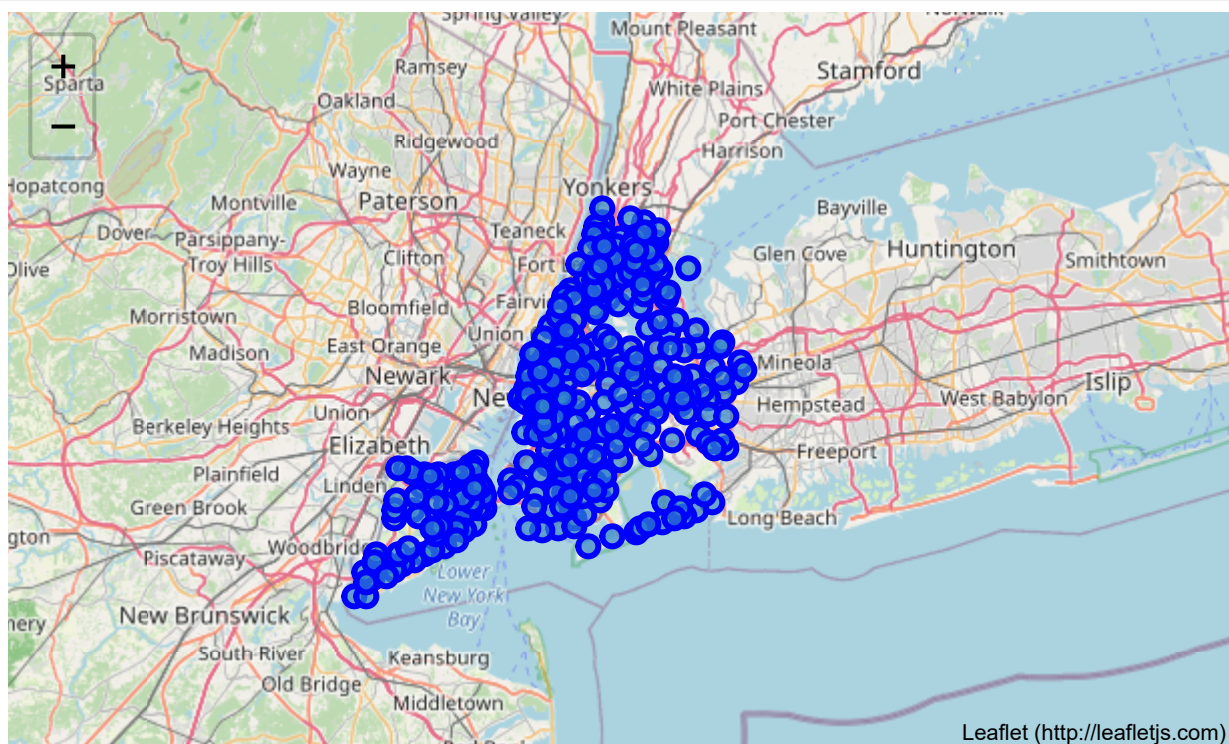 Spring Valley
Mount Pleasant
Norwalk
+
Sparta
Ramsey
Stamford
White Plains
Oakland
Port Chester
−
Ridgewood
Harrison
Wayne
Hopatcong
Yonkers
Montville
Paterson
Bayville
Dover
Parsippany-
Troy Hills
Teaneck
Huntington
Clifton
Fort
Glen Cove
Smithtown
Olive
Bloomfield
Morristown
Union
East Orange
Madison
Mineola
Newark
Islip
Ne
West Babylon
Hempstead
Union
Berkeley Heights
Elizabeth
Freeport
Plainfield
Linden
Green Brook
Long Beach
Woodbridg
Piscataway
Lower
New York
Bay
New Brunswick
South River
Keansburg
Old Bridge
Middletown
Leaflet (http://leafletjs.com)